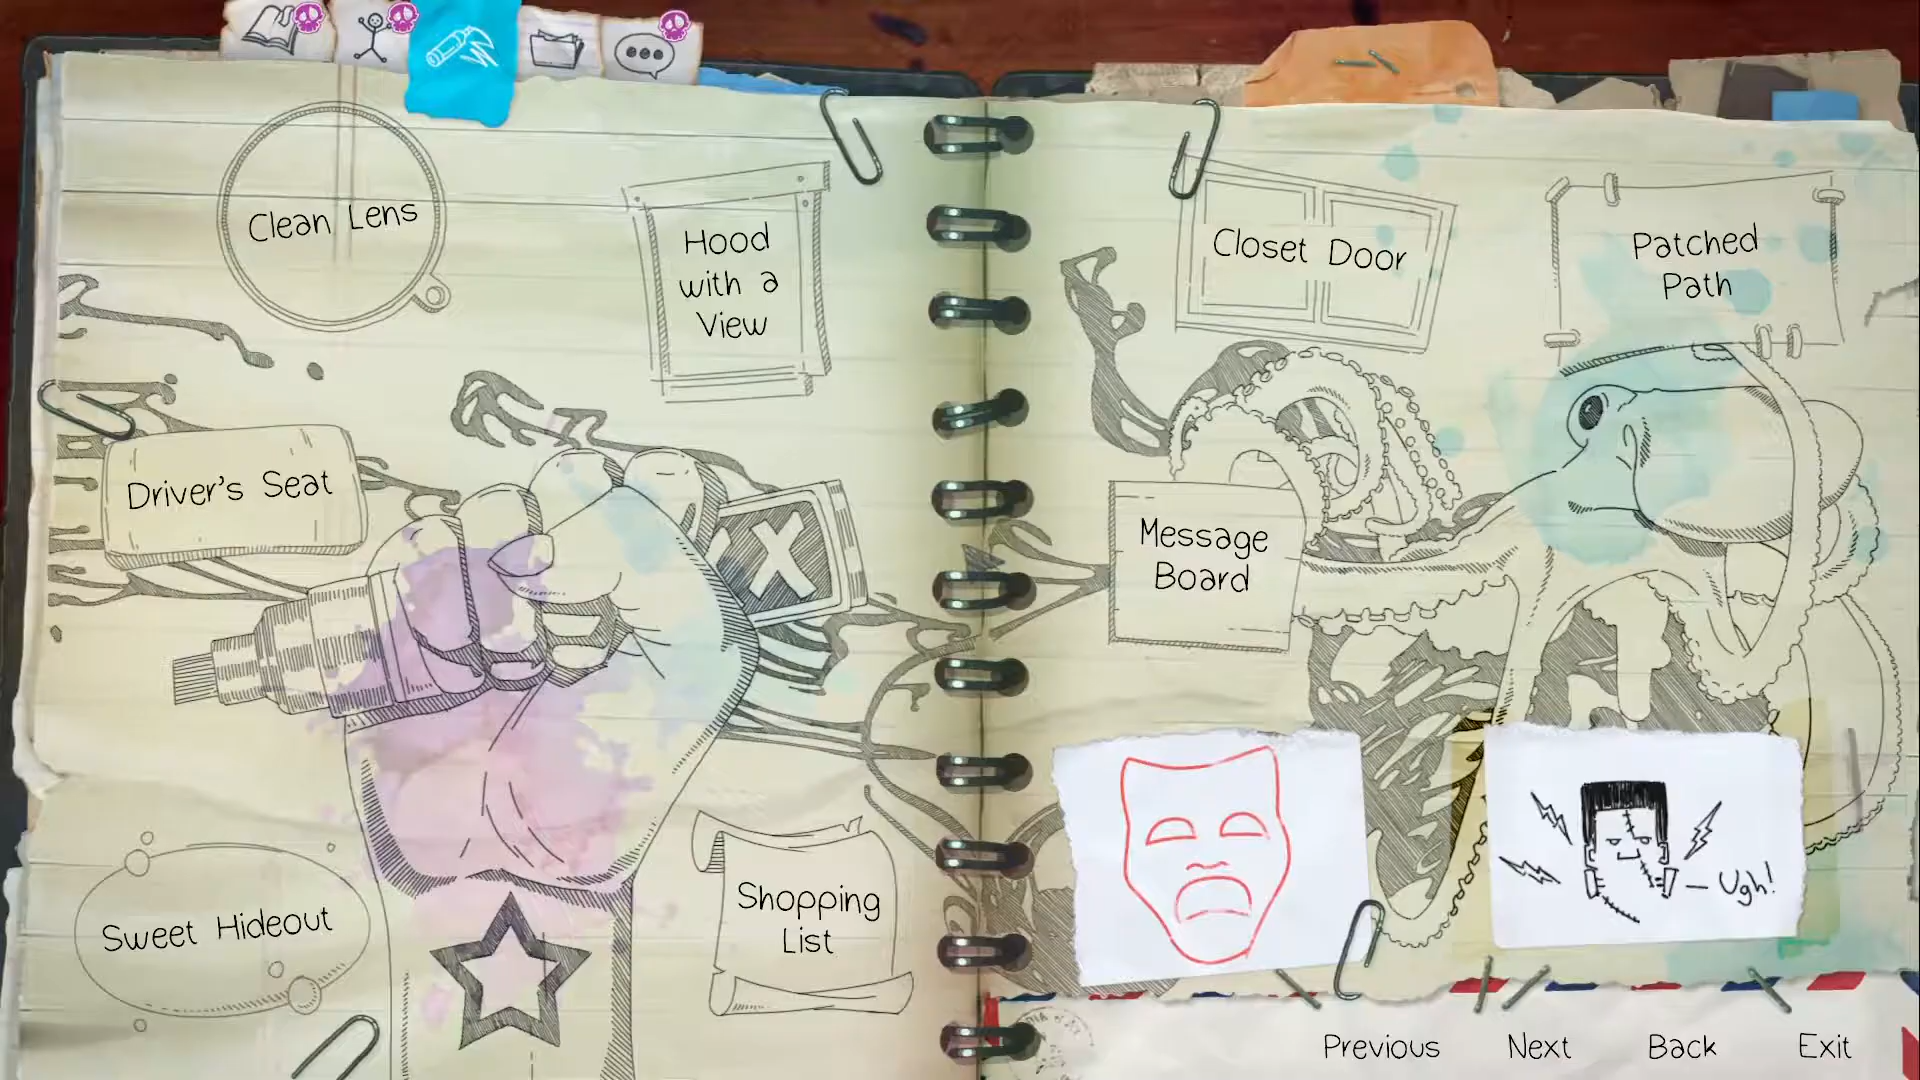 Clean Lens
Hood
with a
View
Closet Door
Patched
Path
Driver's Seat
Message
Board
Sweet Hideout
Shopping
List
Ugh!
Previous
Next
Back
Exit